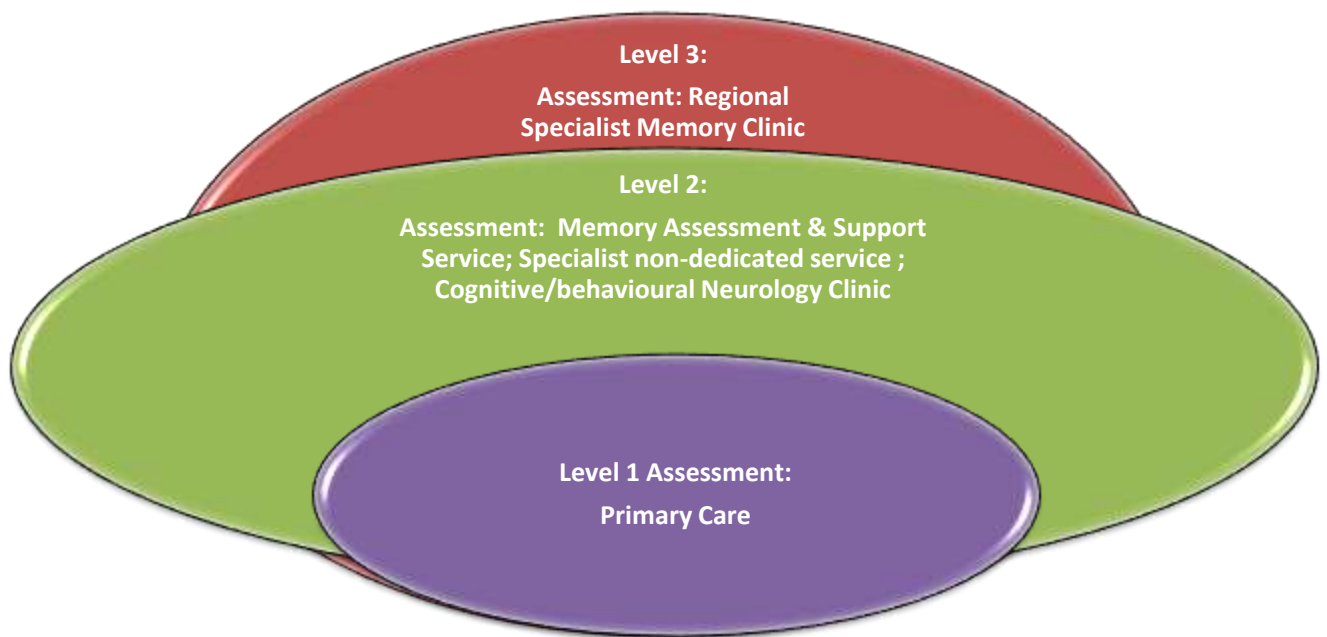 Level 3:
Assessment: Regional
Specialist Memory Clinic
Level 2:
Assessment:  Memory Assessment & Support
Service; Specialist non-dedicated service ;
Cognitive/behavioural Neurology Clinic
Level 1 Assessment:
Primary Care